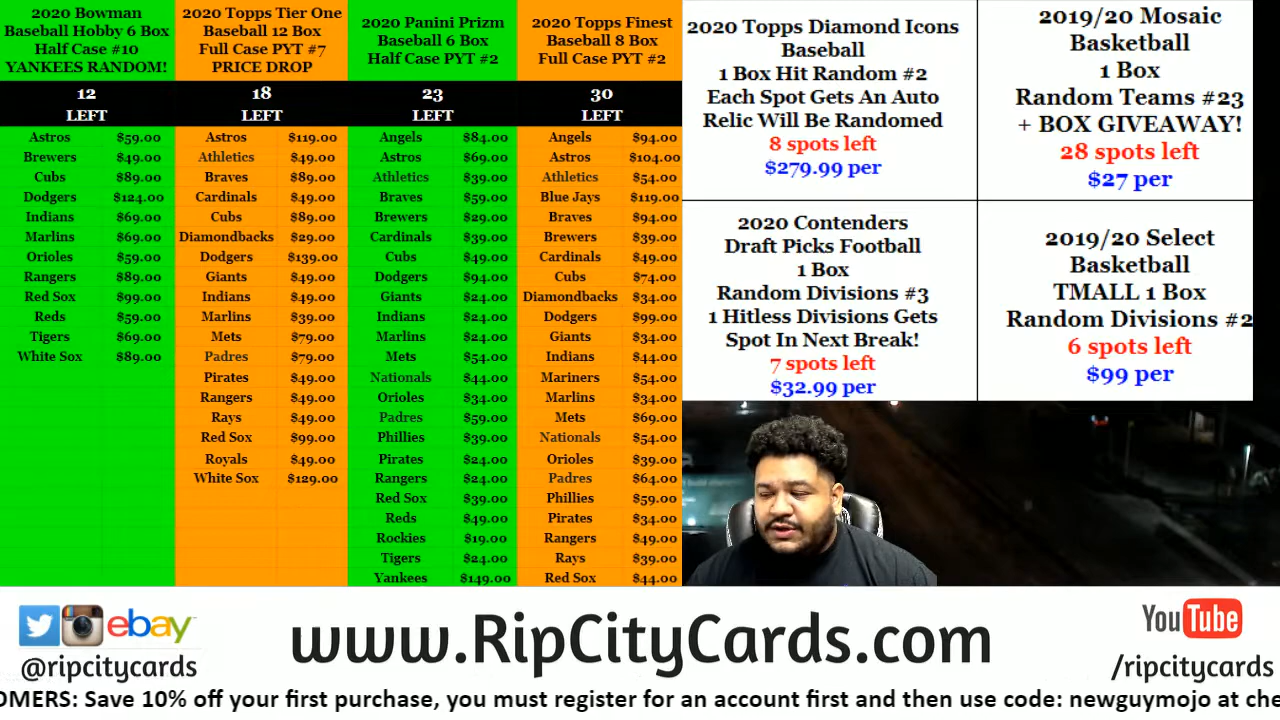 2020 Bowman
Baseball Hobby 6 Box
Half Case #10
YANKEES RANDOM!
12
LEFT
Astros $59.00
Brewers $49.00
Cubs $89.00
Dodgers $124.00
Indians $69.00
Marlins $69.00
Orioles $59.00
Rangers $89.00
Red Sox $99.00
Reds $59.00
Tigers $69.00
White Sox $89.00
2020 Topps Tier One
Baseball 12 Box
Full Case PYT #7
PRICE DROP
18
LEFT
Astros $119.00
Athletics $49.00
Braves $89.00
Cardinals $49.00
Cubs $89.00
Diamondbacks $29.00
Dodgers $139.00
Giants $49.00
Indians $49.00
Marlins $39.00
Mets $79.00
Padres $79.00
Pirates $49.00
Rangers $49.00
Rays $49.00
Red Sox $99.00
Royals $49.00
White Sox $129.00
2020 Panini Prizm
Baseball 6 Box
Half Case PYT #2
23
LEFT
Angels $84.00
Astros $69.00
Athletics $39.00
Braves $59.00
Brewers $29.00
Cardinals $39.00
Cubs $49.00
Dodgers $94.00
Giants $24.00
Indians $24.00
Marlins $24.00
Mets $54.00
Nationals $44.00
Orioles $34.00
Padres $59.00
Phillies $39.00
Pirates $24.00
Rangers $24.00
Red Sox $39.00
Reds $49.00
Rockies $19.00
Tigers $24.00
Yankees $149.00
2020 Topps Finest
Baseball 8 Box
Full Case PYT #2
30
LEFT
Angels $94.00
Astros $104.00
Athletics $54.00
Blue Jays $119.00
Braves $94.00
Brewers $39.00
Cardinals $49.00
Cubs $74.00
Diamondbacks $34.00
Dodgers $99.00
Giants $34.00
Indians $44.00
Mariners $54.00
Marlins $34.00
Mets $69.00
Nationals $54.00
Orioles $39.00
Padres $64.00
Phillies $59.00
Pirates $34.00
Rangers $49.00
Rays $39.00
Red Sox $44.00
2020 Topps Diamond Icons
Baseball
1 Box Hit Random #2
Each Spot Gets An Auto
Relic Will Be Randomed
8 spots left
$279.99 per
2019/20 Mosaic
Basketball
1 Box
Random Teams #23
+ BOX GIVEAWAY!
28 spots left
$27 per
2020 Contenders
Draft Picks Football
1 Box
Random Divisions #3
1 Hitless Divisions Gets
Spot In Next Break!
7 spots left
$32.99 per
2019/20 Select
Basketball
TMALL 1 Box
Random Divisions #2
6 spots left
$99 per
ebay
@ripcitycards
www.RipCityCards.com
YouTube
/ripcitycards
OMERS: Save 10% off your first purchase, you must register for an account first and then use code: newguymojo at che